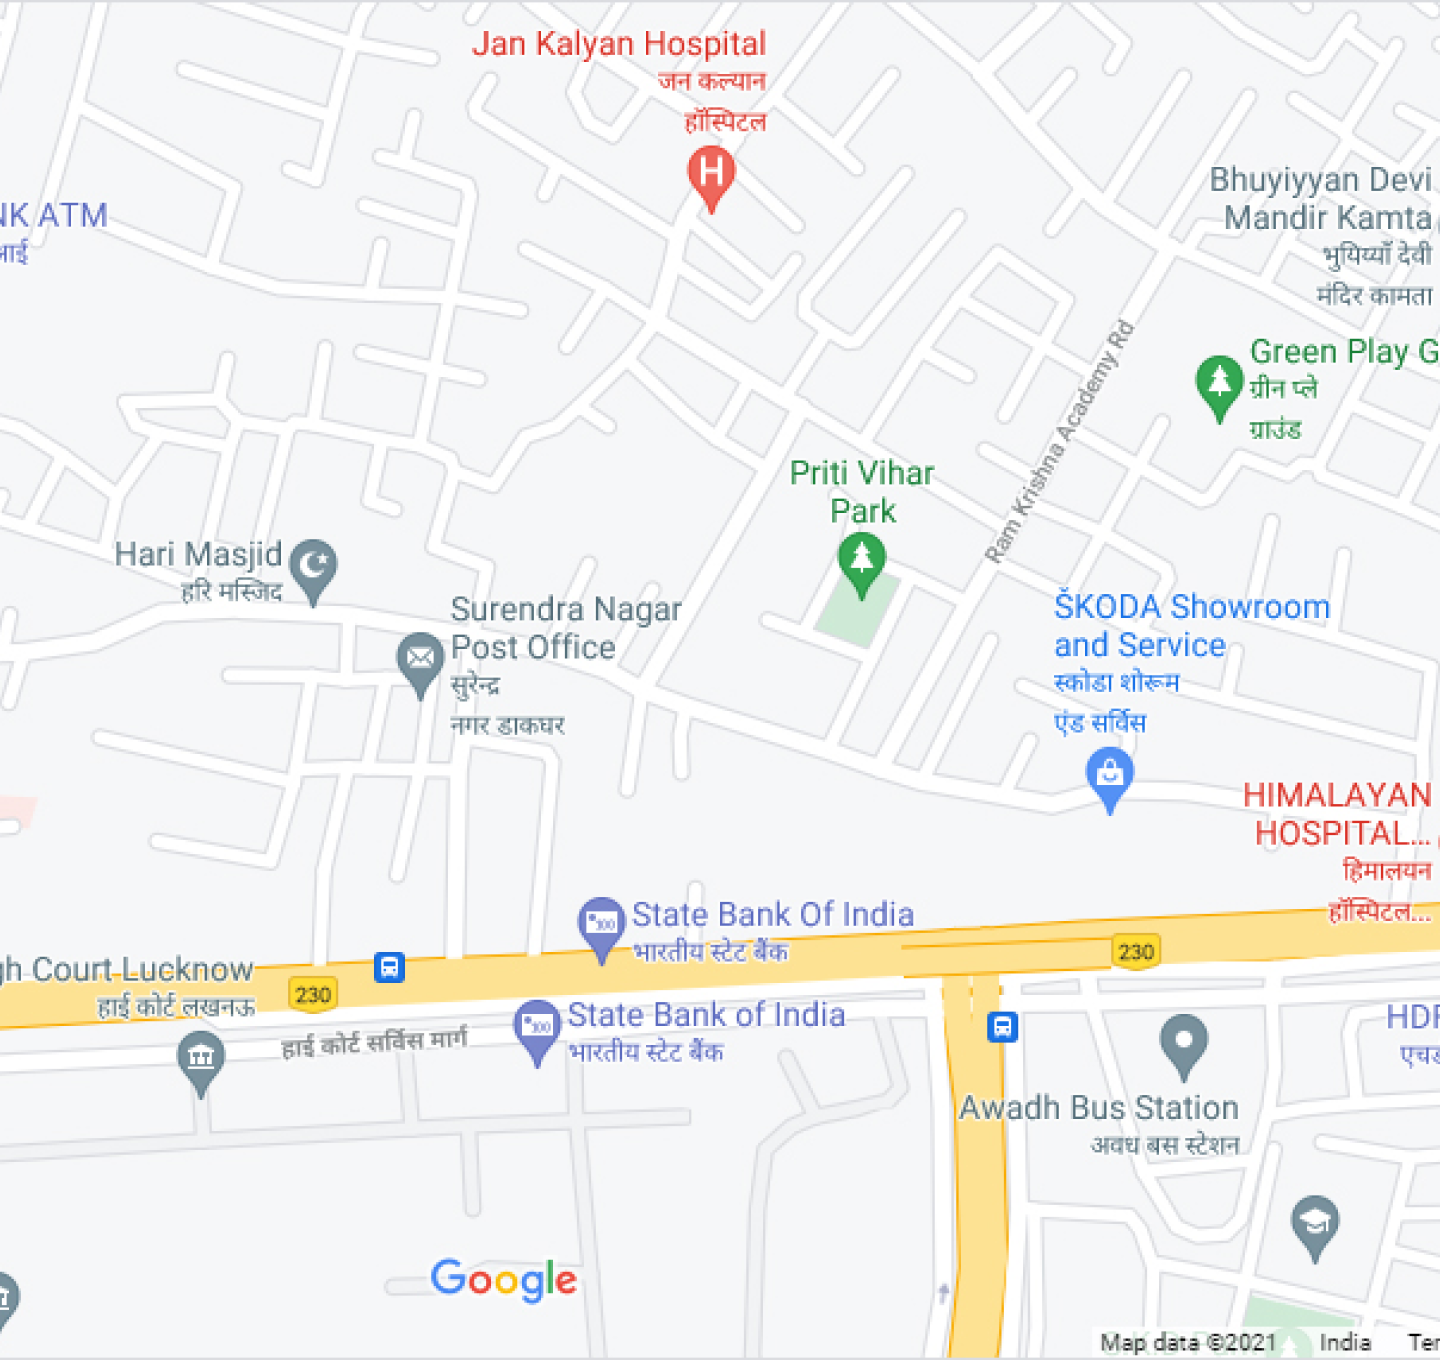 Jan Kalyan Hospital
जन कल्यान
हॉस्पिटल
H
Bhuyiyyan Devi
Mandir Kamta
भुयिय्याँ देवी
मंदिर कामता
NK ATM
आई
Green Play G
ग्रीन प्ले
ग्राउंड
Ram Krishna Academy Rd
Priti Vihar
Park
Hari Masjid
हरि मस्जिद
Surendra Nagar
Post Office
सुरेन्द्र
नगर डाकघर
ŠKODA Showroom
and Service
स्कोडा शोरूम
एंड सर्विस
HIMALAYAN
HOSPITAL...
हिमालयन
हॉस्पिटल...
State Bank Of India
भारतीय स्टेट बैंक
230
gh Court Lucknow
हाई कोर्ट लखनऊ
230
State Bank of India
भारतीय स्टेट बैंक
हाई कोर्ट सर्विस मार्ग
HDF
एचड
Awadh Bus Station
अवध बस स्टेशन
Google
Map data ©2021 India Ter